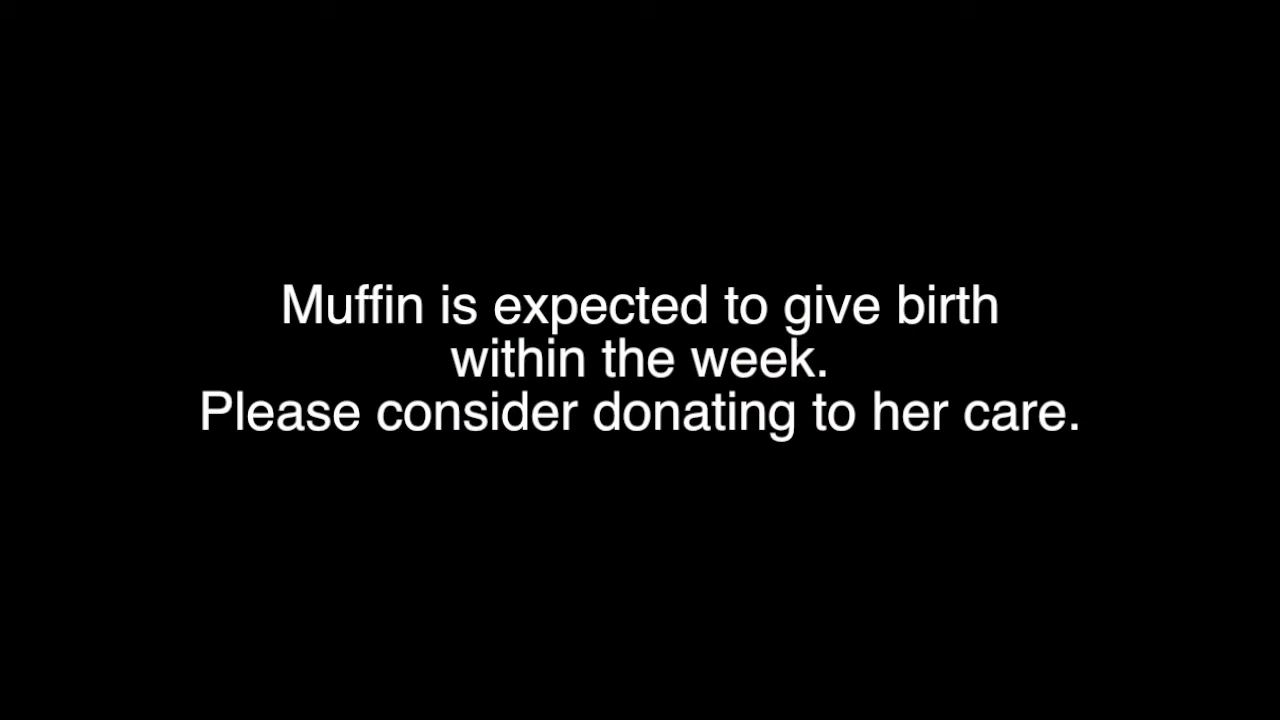 Muffin is expected to give birth
within the week.
Please consider donating to her care.